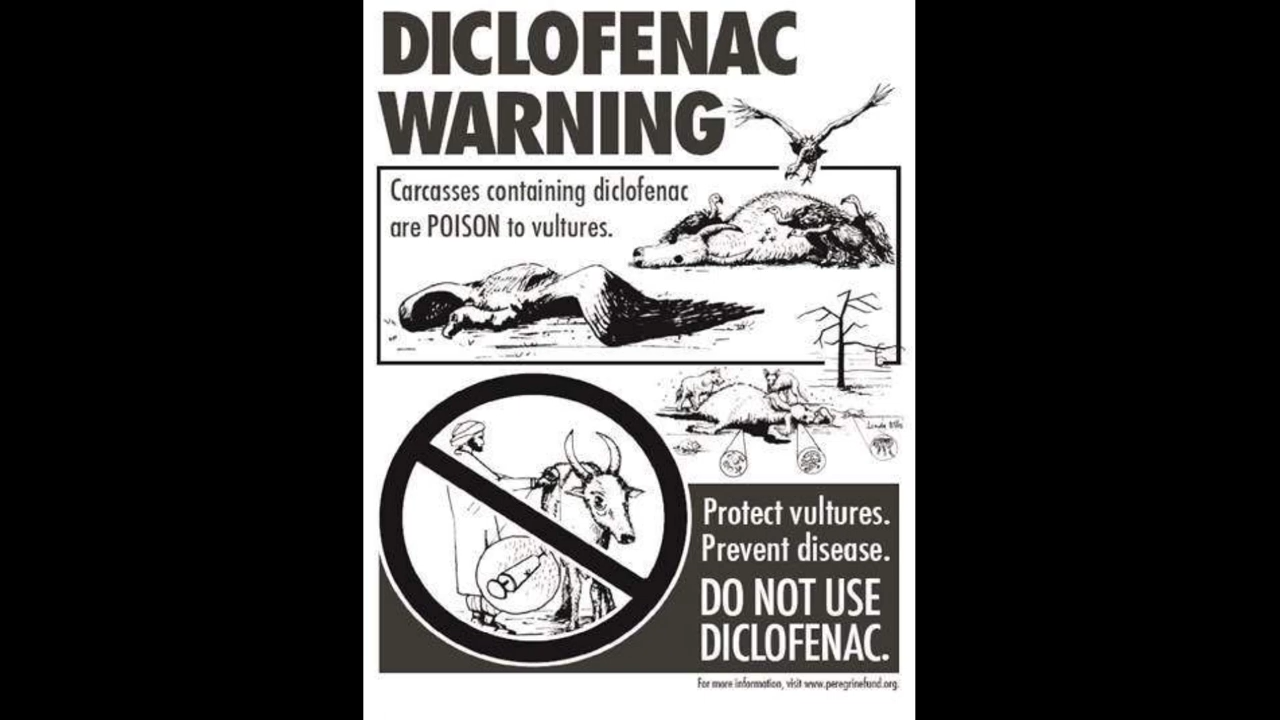 DICLOFENAC
WARNING
Carcasses containing diclofenac
are POISON to vultures.
Protect vultures.
Prevent disease.
DO NOT USE
DICLOFENAC.
For more information, visit www.peregrinefund.org.